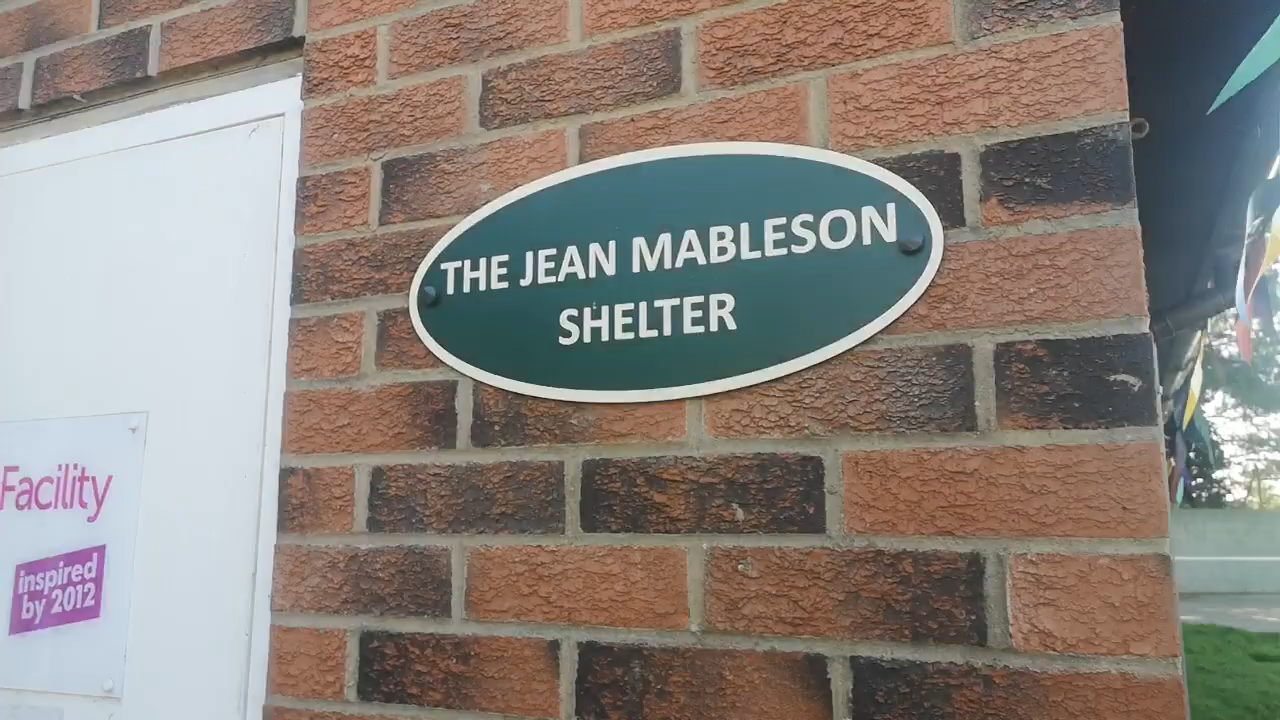 THE JEAN MABLESON
SHELTER
Facility
inspired
by 2012